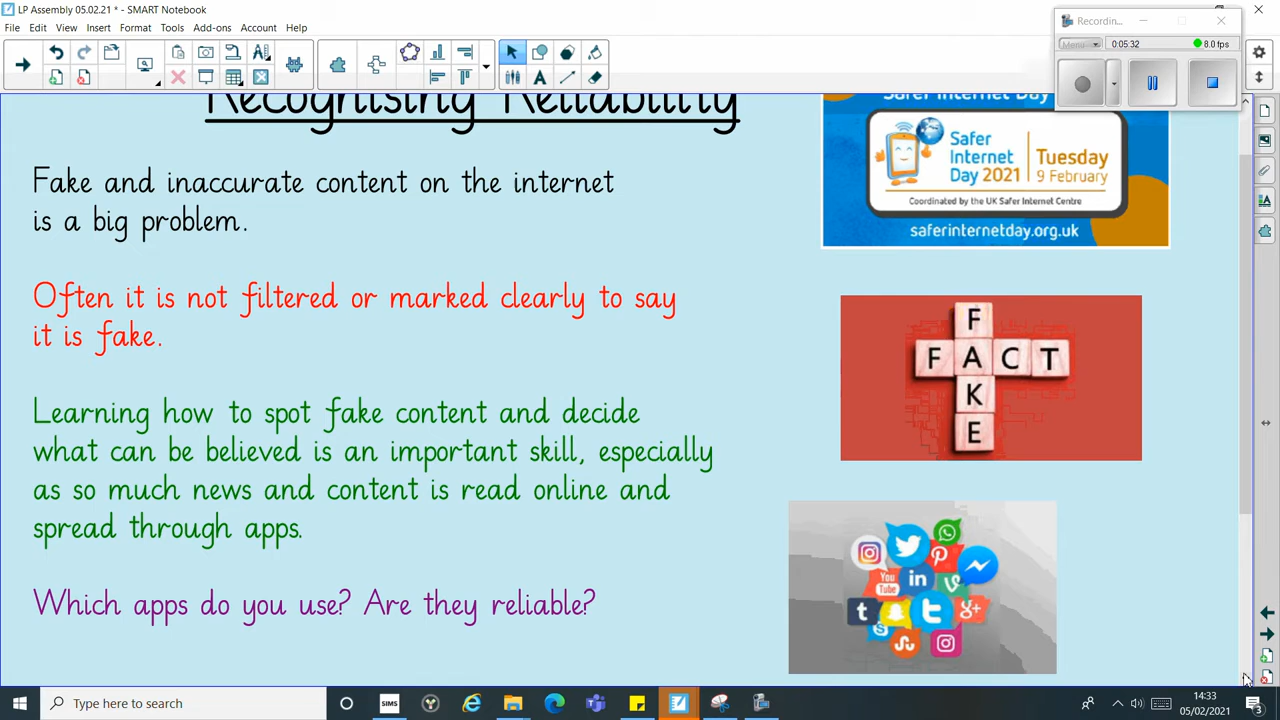 LP Assembly 05.02.21 * - SMART Notebook
File Edit View Insert Format Tools Add-ons Account Help
Recordin...
Menu
0:05:32
8.0 fps
Recognising Reliability
Fake and inaccurate content on the internet
is a big problem.
Often it is not filtered or marked clearly to say
it is fake.
Learning how to spot fake content and decide
what can be believed is an important skill, especially
as so much news and content is read online and
spread through apps.
Which apps do you use? Are they reliable?
Safer Internet Day
Safer
Internet
Day 2021
Tuesday
9 February
Coordinated by the UK Safer Internet Centre
saferinternetday.org.uk
FACT
FAKE
You
Tube
in
t
g+
Type here to search
SIMS
14:33
05/02/2021
3